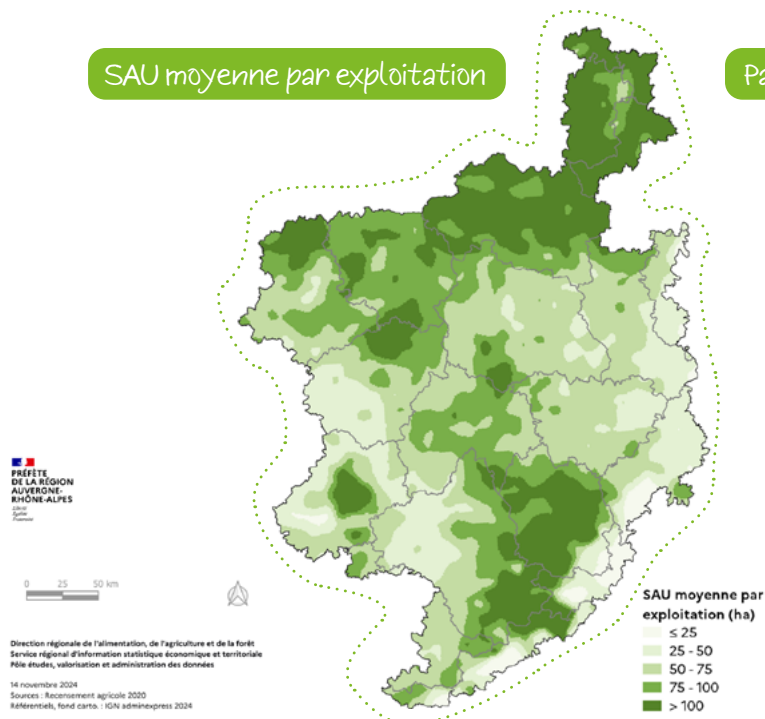 SAU moyenne par exploitation
Pa
PRÉFÈTE
DE LA RÉGION
AUVERGNE-
RHÔNE-ALPES
Liberté
Égalité
Fraternité
0 25 50 km
SAU moyenne par
exploitation (ha)
≤ 25
25 - 50
50 - 75
75 - 100
> 100
Direction régionale de l'alimentation, de l'agriculture et de la forêt
Service régional d'information statistique économique et territoriale
Pôle études, valorisation et administration des données
14 novembre 2024
Sources : Recensement agricole 2020
Référentiels, fond carto. : IGN adminexpress 2024